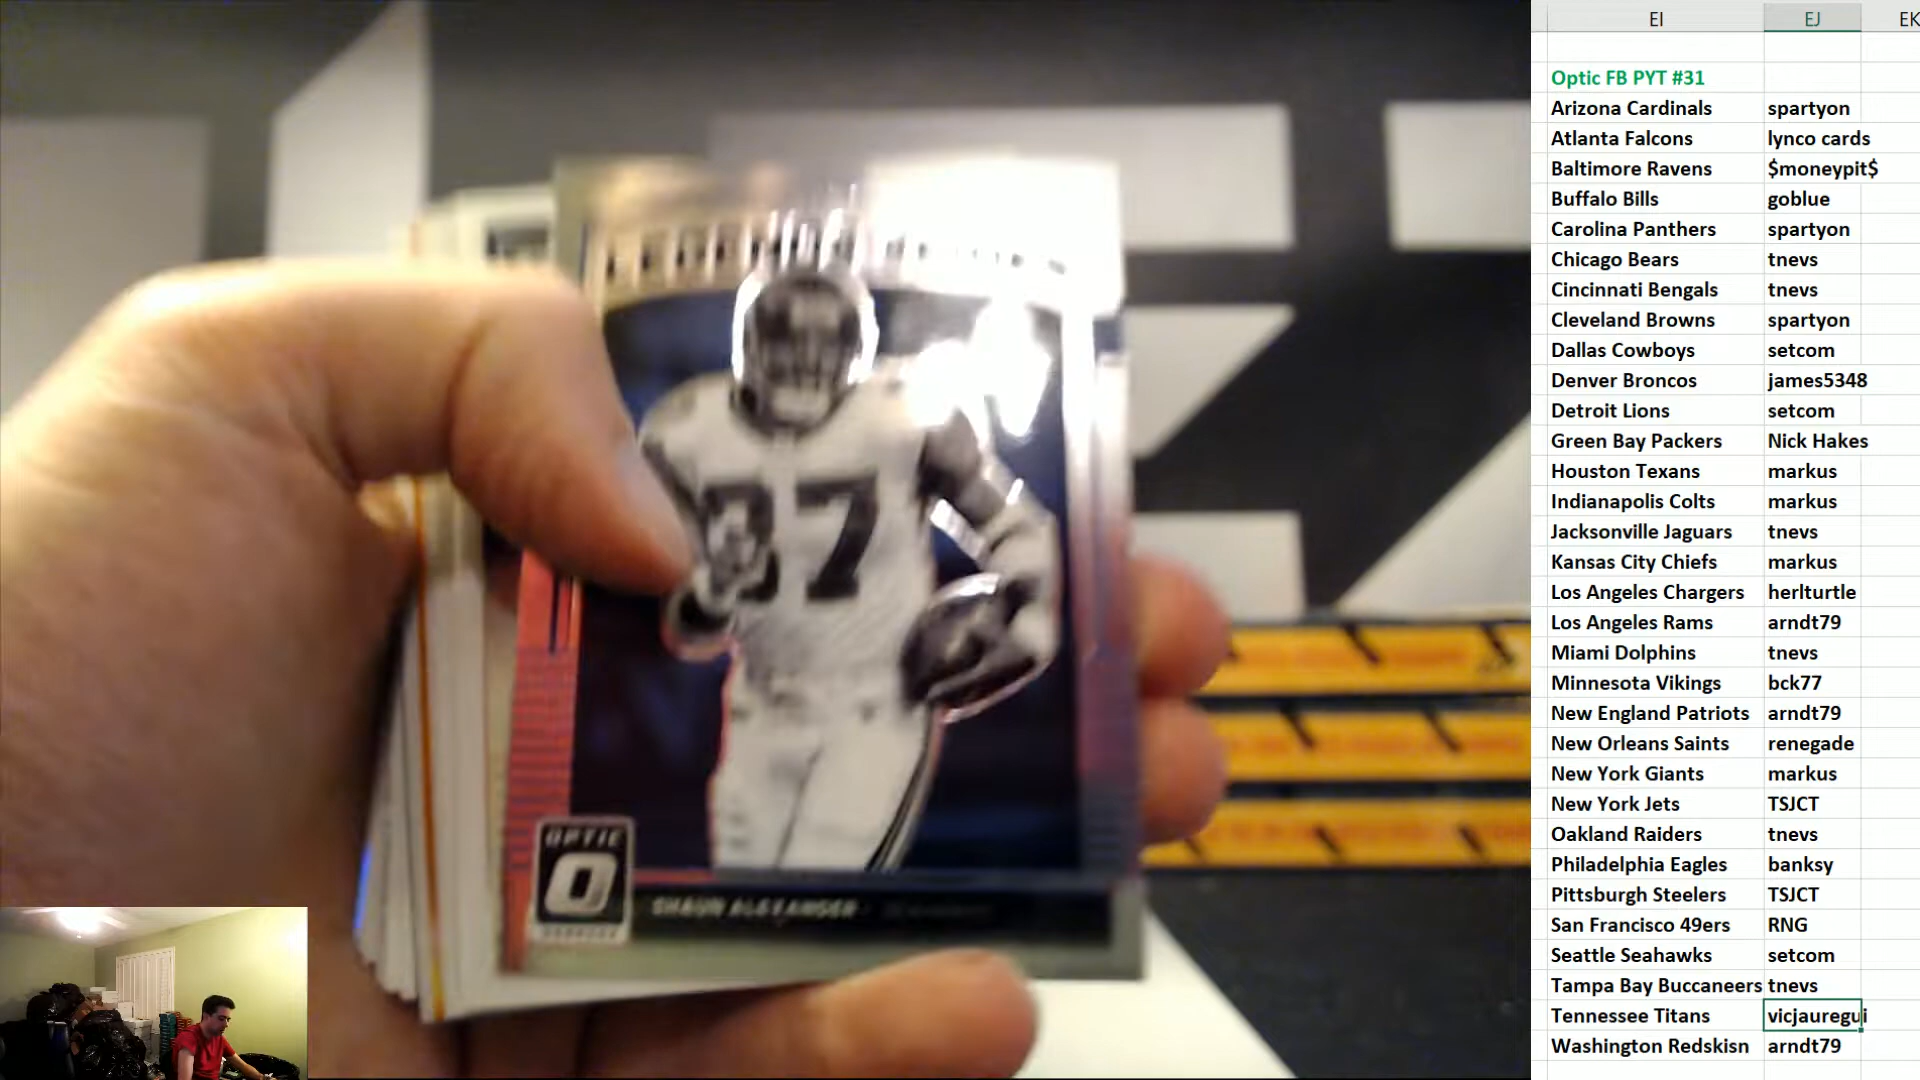 EI EJ EK
Optic FB PYT #31
Arizona Cardinals spartyon
Atlanta Falcons lynco cards
Baltimore Ravens $moneypit$
Buffalo Bills goblue
Carolina Panthers spartyon
Chicago Bears tnevs
Cincinnati Bengals tnevs
Cleveland Browns spartyon
Dallas Cowboys setcom
Denver Broncos james5348
Detroit Lions setcom
Green Bay Packers Nick Hakes
Houston Texans markus
Indianapolis Colts markus
Jacksonville Jaguars tnevs
Kansas City Chiefs markus
Los Angeles Chargers herlturtle
Los Angeles Rams arndt79
Miami Dolphins tnevs
Minnesota Vikings bck77
New England Patriots arndt79
New Orleans Saints renegade
New York Giants markus
New York Jets TSJCT
Oakland Raiders tnevs
Philadelphia Eagles banksy
Pittsburgh Steelers TSJCT
San Francisco 49ers RNG
Seattle Seahawks setcom
Tampa Bay Buccaneers tnevs
Tennessee Titans vicjauregui
Washington Redskisn arndt79
37
OPTIC
O
SHAUN ALEXANDER